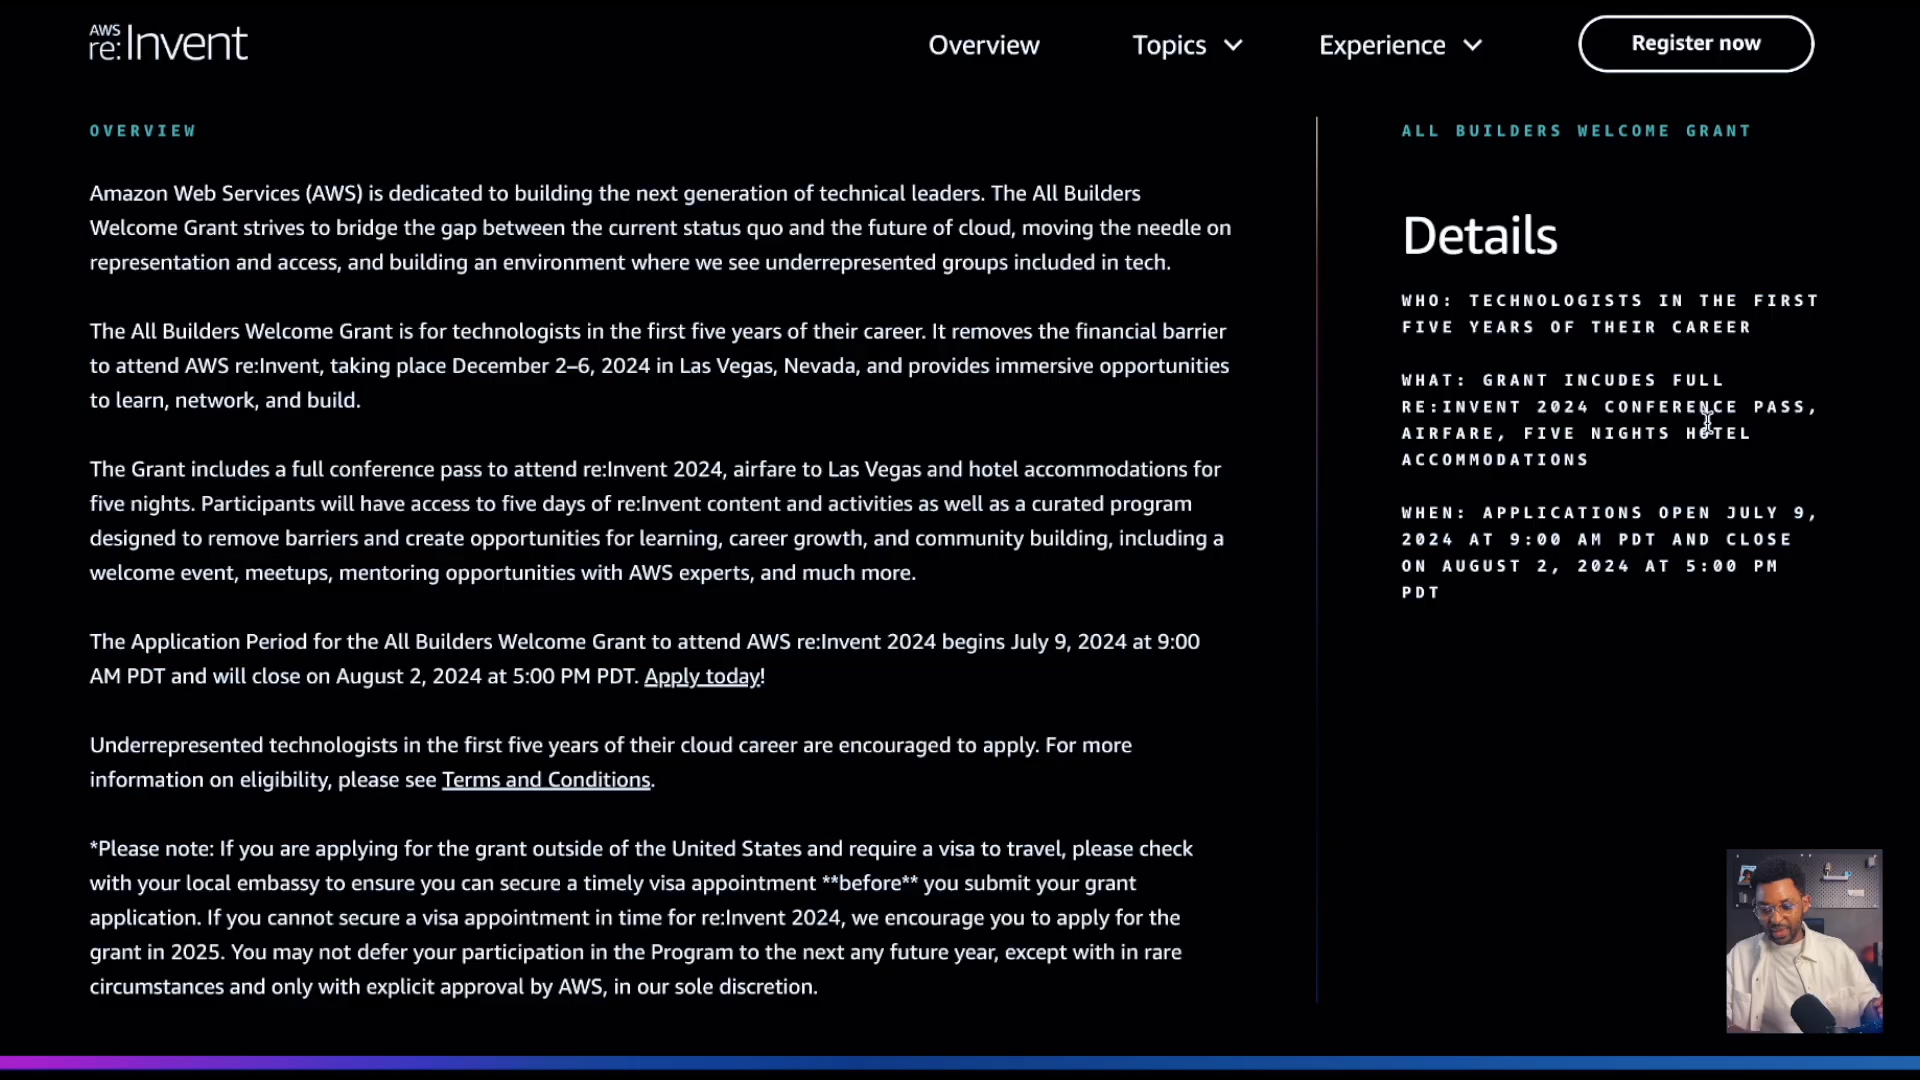 AWS
re:Invent
Overview
Topics
Experience
Register now
OVERVIEW
Amazon Web Services (AWS) is dedicated to building the next generation of technical leaders. The All Builders
Welcome Grant strives to bridge the gap between the current status quo and the future of cloud, moving the needle on
representation and access, and building an environment where we see underrepresented groups included in tech.
The All Builders Welcome Grant is for technologists in the first five years of their career. It removes the financial barrier
to attend AWS re:Invent, taking place December 2–6, 2024 in Las Vegas, Nevada, and provides immersive opportunities
to learn, network, and build.
The Grant includes a full conference pass to attend re:Invent 2024, airfare to Las Vegas and hotel accommodations for
five nights. Participants will have access to five days of re:Invent content and activities as well as a curated program
designed to remove barriers and create opportunities for learning, career growth, and community building, including a
welcome event, meetups, mentoring opportunities with AWS experts, and much more.
The Application Period for the All Builders Welcome Grant to attend AWS re:Invent 2024 begins July 9, 2024 at 9:00
AM PDT and will close on August 2, 2024 at 5:00 PM PDT. Apply today!
Underrepresented technologists in the first five years of their cloud career are encouraged to apply. For more
information on eligibility, please see Terms and Conditions.
*Please note: If you are applying for the grant outside of the United States and require a visa to travel, please check
with your local embassy to ensure you can secure a timely visa appointment **before** you submit your grant
application. If you cannot secure a visa appointment in time for re:Invent 2024, we encourage you to apply for the
grant in 2025. You may not defer your participation in the Program to the next any future year, except with in rare
circumstances and only with explicit approval by AWS, in our sole discretion.
ALL BUILDERS WELCOME GRANT
Details
WHO: TECHNOLOGISTS IN THE FIRST
FIVE YEARS OF THEIR CAREER
WHAT: GRANT INCUDES FULL
RE:INVENT 2024 CONFERENCE PASS,
AIRFARE, FIVE NIGHTS HOTEL
ACCOMMODATIONS
WHEN: APPLICATIONS OPEN JULY 9,
2024 AT 9:00 AM PDT AND CLOSE
ON AUGUST 2, 2024 AT 5:00 PM
PDT